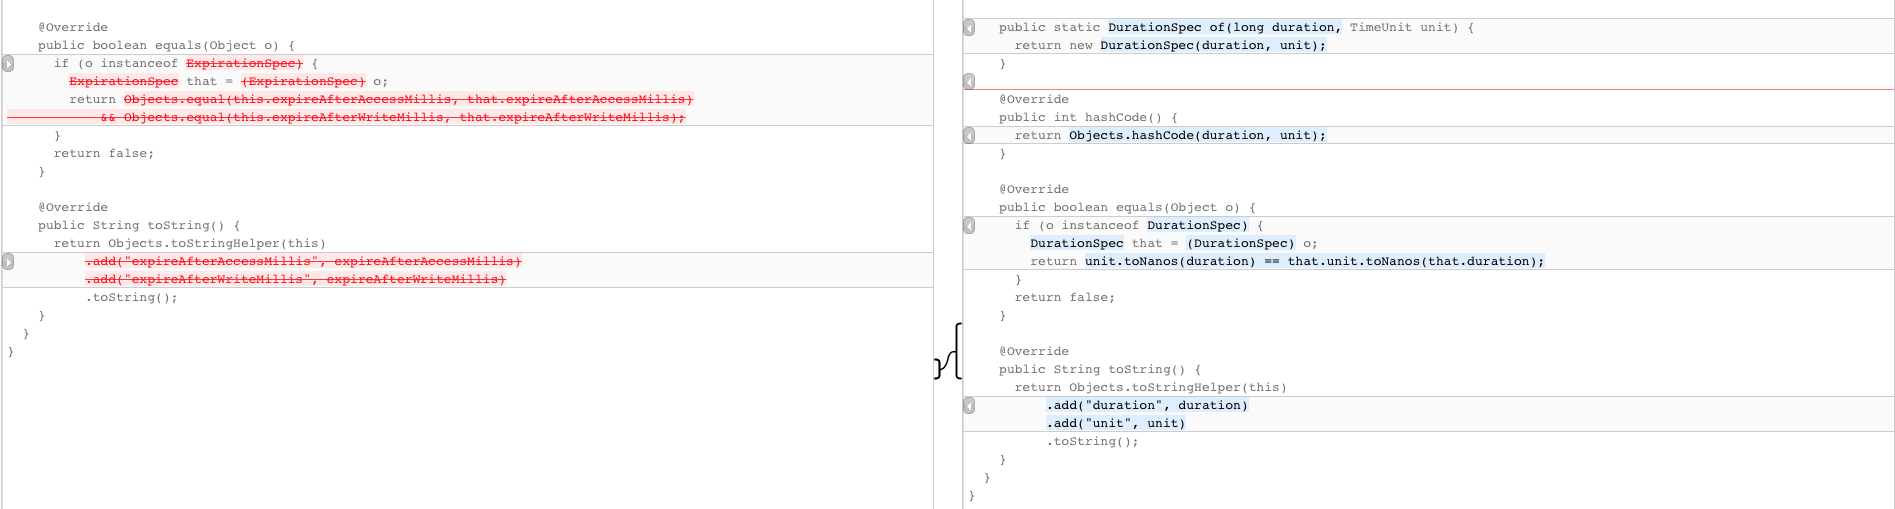 @Override
public boolean equals(Object o) {
if (o instanceof ExpirationSpec) {
ExpirationSpec that = (ExpirationSpec) o;
return Objects.equal(this.expireAfterAccessMillis, that.expireAfterAccessMillis)
&& Objects.equal(this.expireAfterWriteMillis, that.expireAfterWriteMillis);
}
return false;
}
@Override
public String toString() {
return Objects.toStringHelper(this)
.add("expireAfterAccessMillis", expireAfterAccessMillis)
.add("expireAfterWriteMillis", expireAfterWriteMillis)
.toString();
}
}
}
public static DurationSpec of(long duration, TimeUnit unit) {
return new DurationSpec(duration, unit);
}
@Override
public int hashCode() {
return Objects.hashCode(duration, unit);
}
@Override
public boolean equals(Object o) {
if (o instanceof DurationSpec) {
DurationSpec that = (DurationSpec) o;
return unit.toNanos(duration) == that.unit.toNanos(that.duration);
}
return false;
}
@Override
public String toString() {
return Objects.toStringHelper(this)
.add("duration", duration)
.add("unit", unit)
.toString();
}
}
}